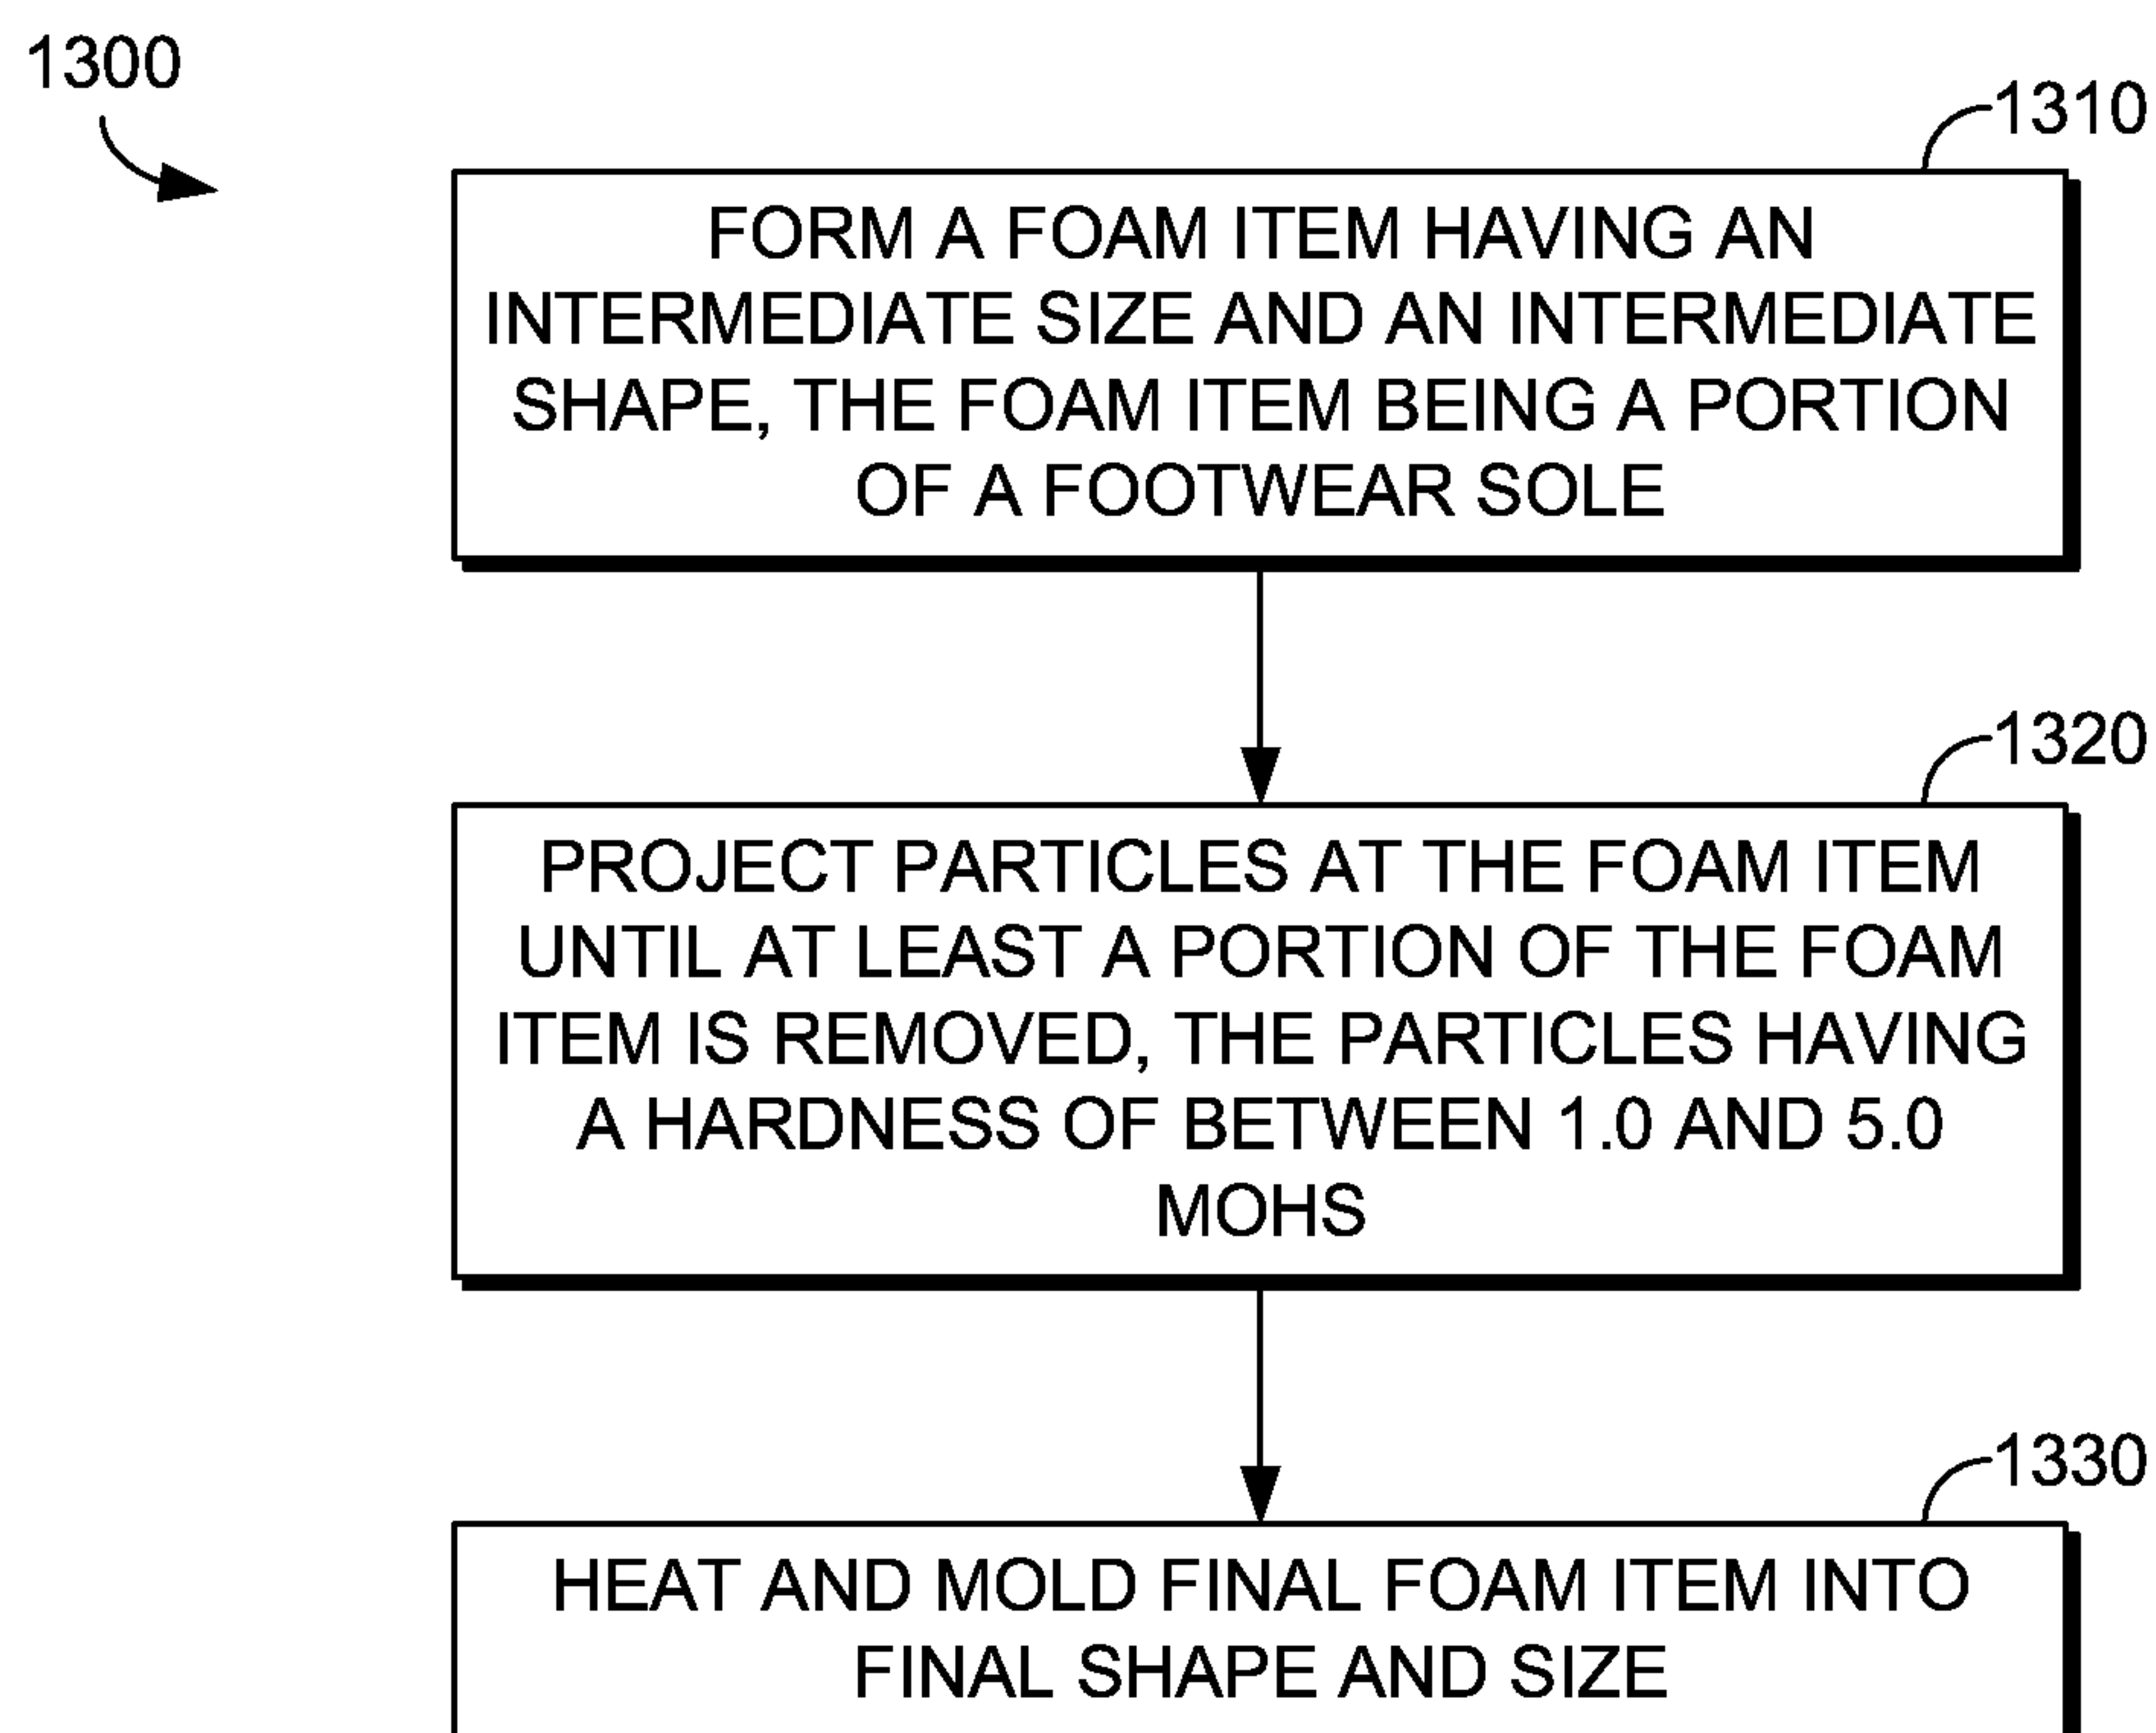 1300
1310
FORM A FOAM ITEM HAVING AN
INTERMEDIATE SIZE AND AN INTERMEDIATE
SHAPE, THE FOAM ITEM BEING A PORTION
OF A FOOTWEAR SOLE
1320
PROJECT PARTICLES AT THE FOAM ITEM
UNTIL AT LEAST A PORTION OF THE FOAM
ITEM IS REMOVED, THE PARTICLES HAVING
A HARDNESS OF BETWEEN 1.0 AND 5.0
MOHS
1330
HEAT AND MOLD FINAL FOAM ITEM INTO
FINAL SHAPE AND SIZE